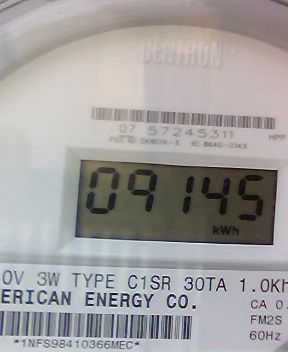 CENTRON
07 57245311 HPP
09145
kWh
0V 3W TYPE C1SR 30TA 1.0Kh
ERICAN ENERGY CO. CA 0.
FM2S
60Hz
*1NFS98410366MEC*